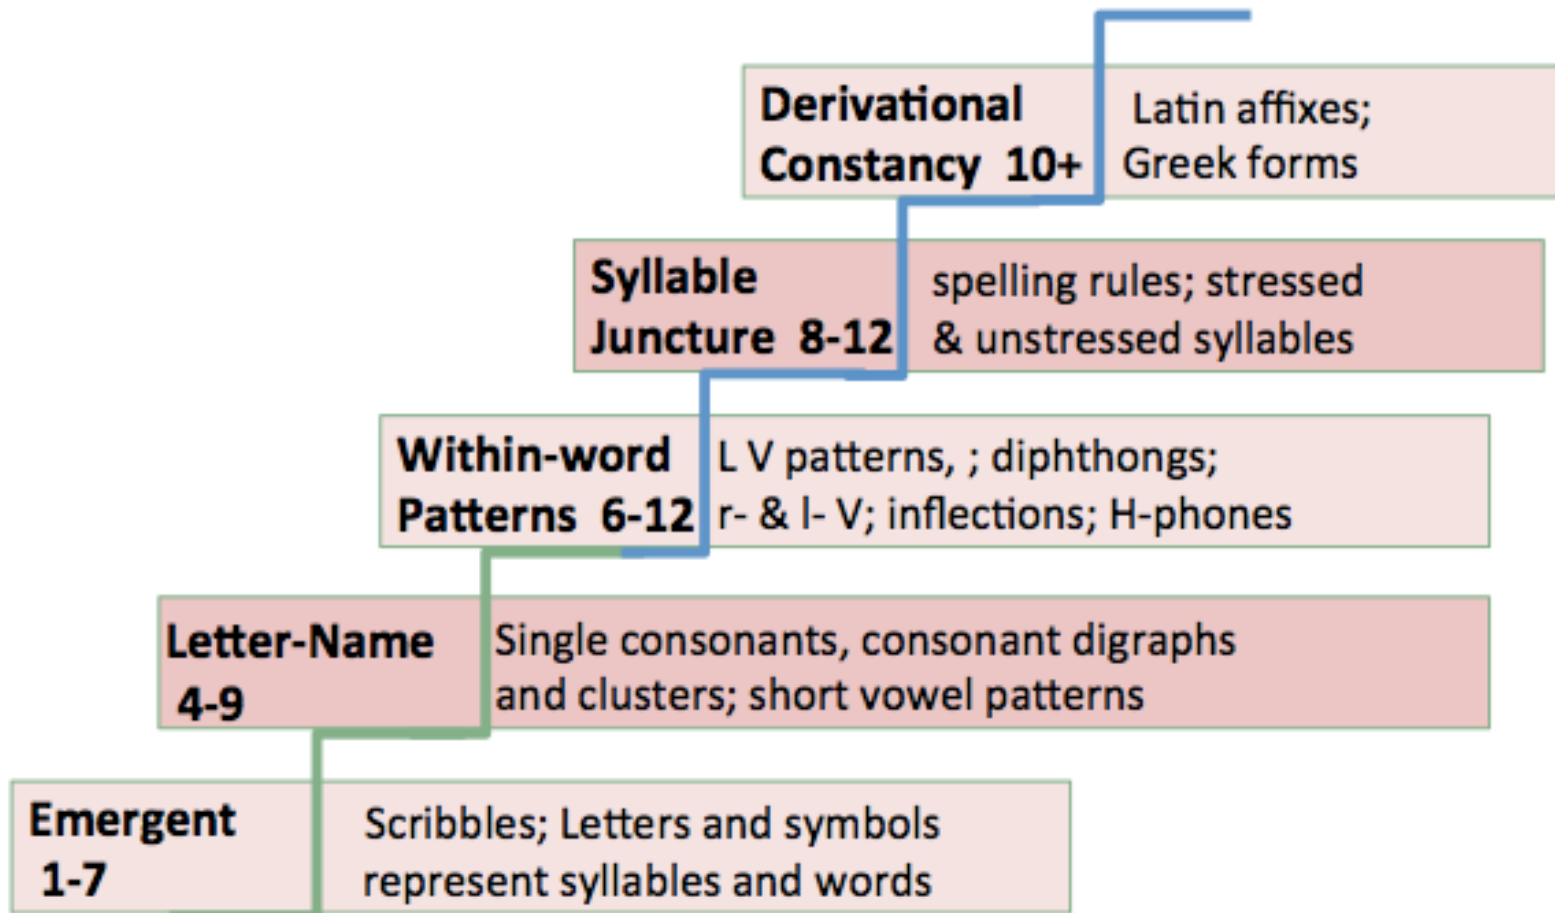 Derivational Latin affixes;
Constancy 10+ Greek forms
Syllable spelling rules; stressed
Juncture 8-12 & unstressed syllables
Within-word L V patterns, ; diphthongs;
Patterns 6-12 r- & l- V; inflections; H-phones
Letter-Name Single consonants, consonant digraphs
4-9 and clusters; short vowel patterns
Emergent Scribbles; Letters and symbols
1-7 represent syllables and words